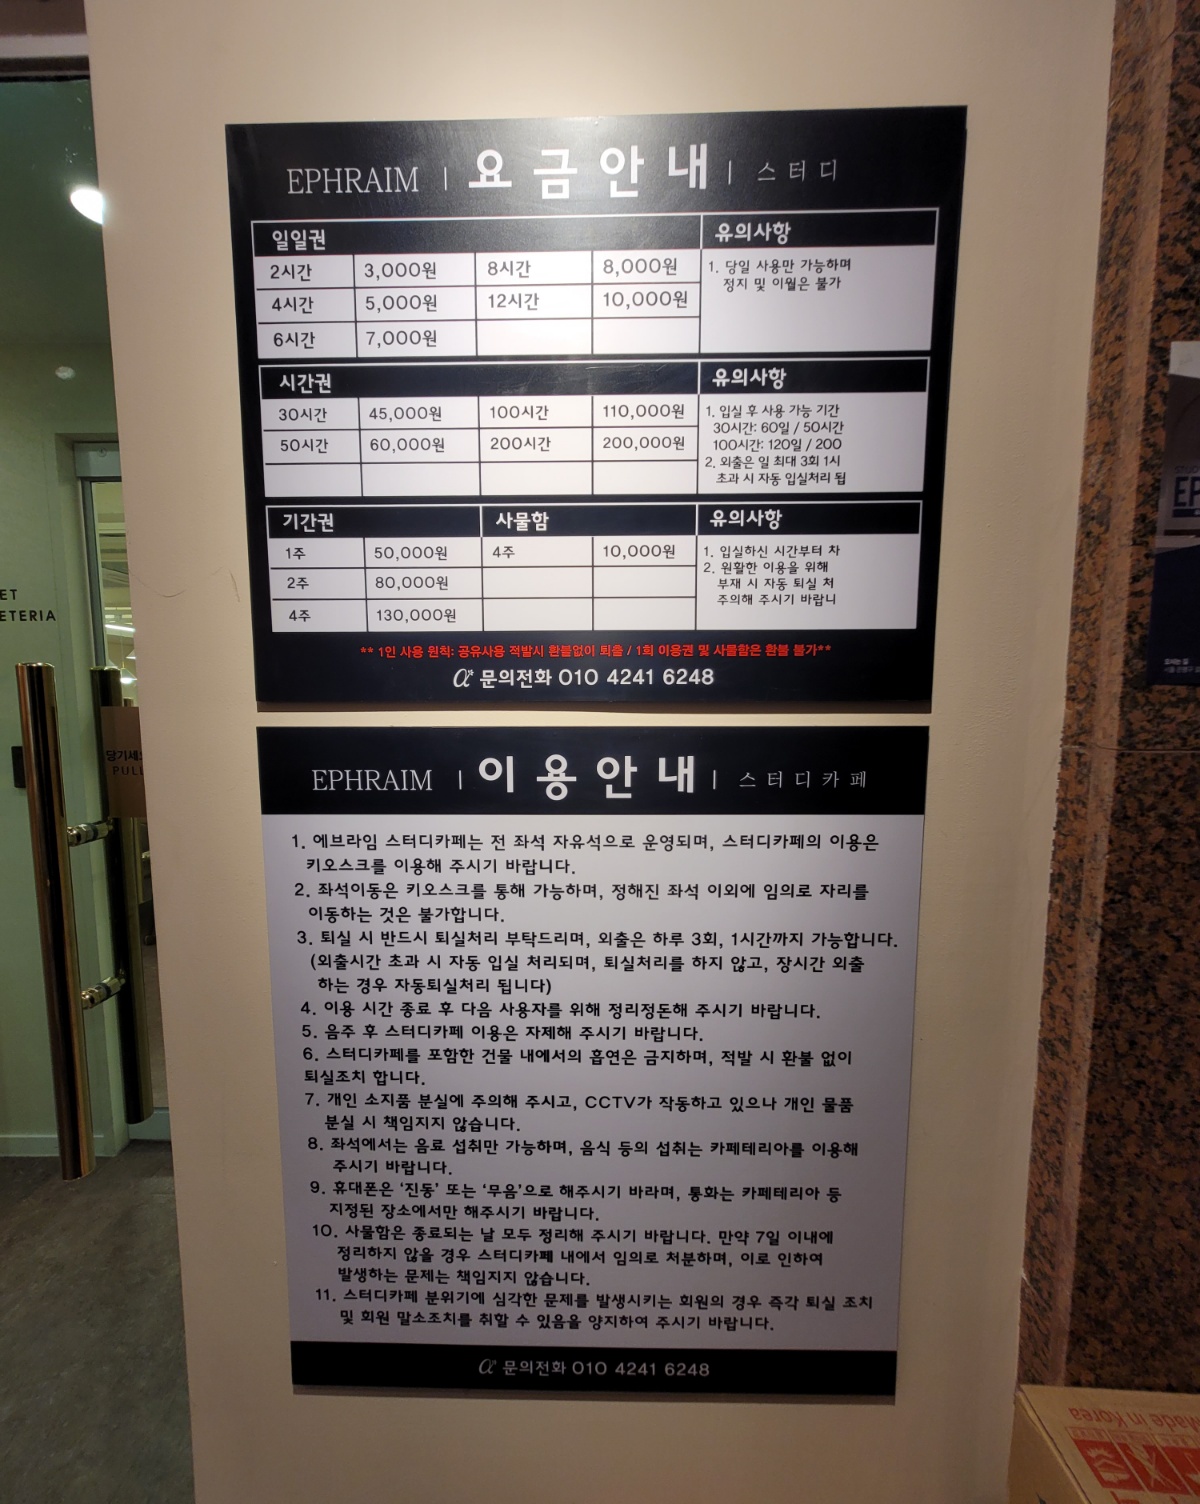 EPHRAIM | 요금안내 | 스터디
일일권 유의사항
2시간 3,000원 8시간 8,000원
4시간 5,000원 12시간 10,000원
6시간 7,000원
1. 당일 사용만 가능하며
정지 및 이월은 불가
시간권 유의사항
30시간 45,000원 100시간 110,000원
50시간 60,000원 200시간 200,000원
1. 입실 후 사용 가능 기간
30시간: 60일 / 50시간
100시간: 120일 / 200
2. 외출은 일 최대 3회 1시
초과 시 자동 입실처리 됩
기간권 사물함 유의사항
1주 50,000원 4주 10,000원
2주 80,000원
4주 130,000원
1. 입실하신 시간부터 차
2. 원활한 이용을 위해
부재 시 자동 퇴실 처
주의해 주시기 바랍니
** 1인 사용 원칙: 공유사용 적발시 환불없이 퇴출 / 1회 이용권 및 사물함은 환불 불가**
문의전화 010 4241 6248
EPHRAIM | 이용안내 | 스터디카페
1. 에브라임 스터디카페는 전 좌석 자유석으로 운영되며, 스터디카페의 이용은
키오스크를 이용해 주시기 바랍니다.
2. 좌석이동은 키오스크를 통해 가능하며, 정해진 좌석 이외에 임의로 자리를
이동하는 것은 불가합니다.
3. 퇴실 시 반드시 퇴실처리 부탁드리며, 외출은 하루 3회, 1시간까지 가능합니다.
(외출시간 초과 시 자동 입실 처리되며, 퇴실처리를 하지 않고, 장시간 외출
하는 경우 자동퇴실처리 됩니다)
4. 이용 시간 종료 후 다음 사용자를 위해 정리정돈해 주시기 바랍니다.
5. 음주 후 스터디카페 이용은 자제해 주시기 바랍니다.
6. 스터디카페를 포함한 건물 내에서의 흡연은 금지하며, 적발 시 환불 없이
퇴실조치 합니다.
7. 개인 소지품 분실에 주의해 주시고, CCTV가 작동하고 있으나 개인 물품
분실 시 책임지지 않습니다.
8. 좌석에서는 음료 섭취만 가능하며, 음식 등의 섭취는 카페테리아를 이용해
주시기 바랍니다.
9. 휴대폰은 '진동' 또는 '무음'으로 해주시기 바라며, 통화는 카페테리아 등
지정된 장소에서만 해주시기 바랍니다.
10. 사물함은 종료되는 날 모두 정리해 주시기 바랍니다. 만약 7일 이내에
정리하지 않을 경우 스터디카페 내에서 임의로 처분하며, 이로 인하여
발생하는 문제는 책임지지 않습니다.
11. 스터디카페 분위기에 심각한 문제를 발생시키는 회원의 경우 즉각 퇴실 조치
및 회원 말소조치를 취할 수 있음을 양지하여 주시기 바랍니다.
문의전화 010 4241 6248
ET
ETERIA
당기세
PULL
Made in Korea